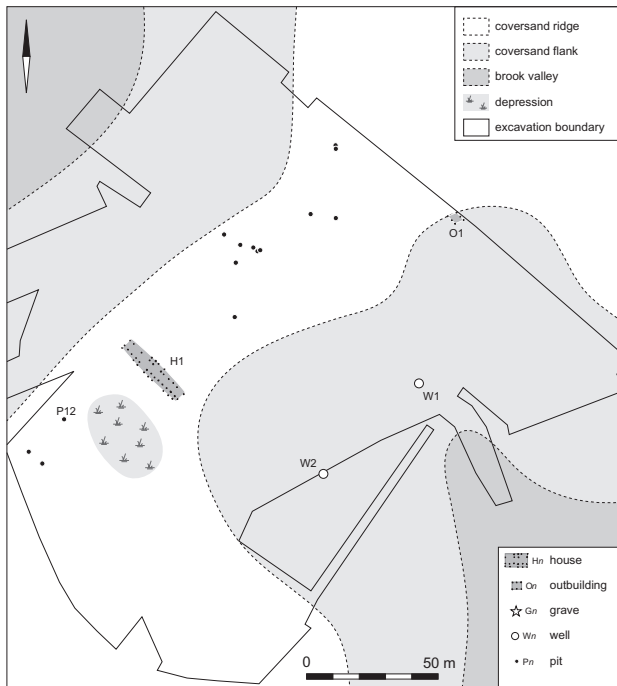 coversand ridge
coversand flank
brook valley
depression
excavation boundary
O1
H1
W1
P12
W2
Hn house
On outbuilding
Gn grave
Wn well
Pn pit
0 50 m